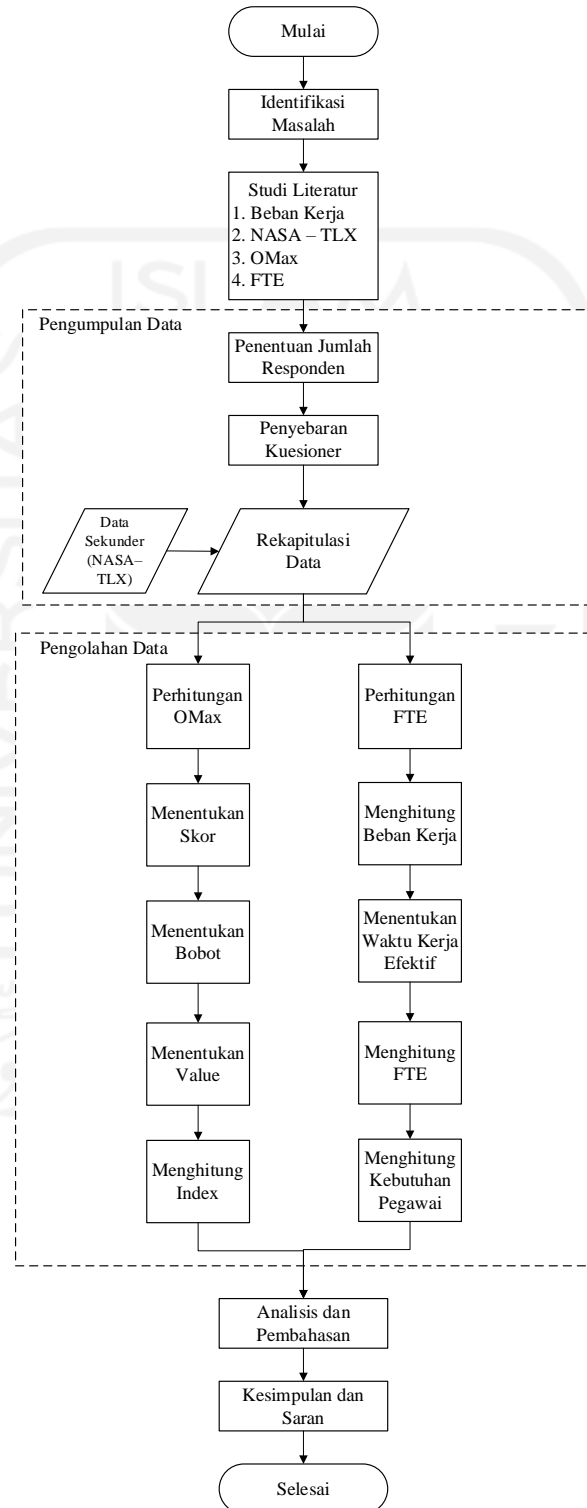 Mulai
Identifikasi
Masalah
Studi Literatur
1. Beban Kerja
2. NASA – TLX
3. OMax
4. FTE
Pengumpulan Data
Penentuan Jumlah
Responden
Penyebaran
Kuesioner
Data
Sekunder
(NASA–
TLX)
Rekapitulasi
Data
Pengolahan Data
Perhitungan
OMax
Menentukan
Skor
Menentukan
Bobot
Menentukan
Value
Menghitung
Index
Perhitungan
FTE
Menghitung
Beban Kerja
Menentukan
Waktu Kerja
Efektif
Menghitung
FTE
Menghitung
Kebutuhan
Pegawai
Analisis dan
Pembahasan
Kesimpulan dan
Saran
Selesai
ISLAM